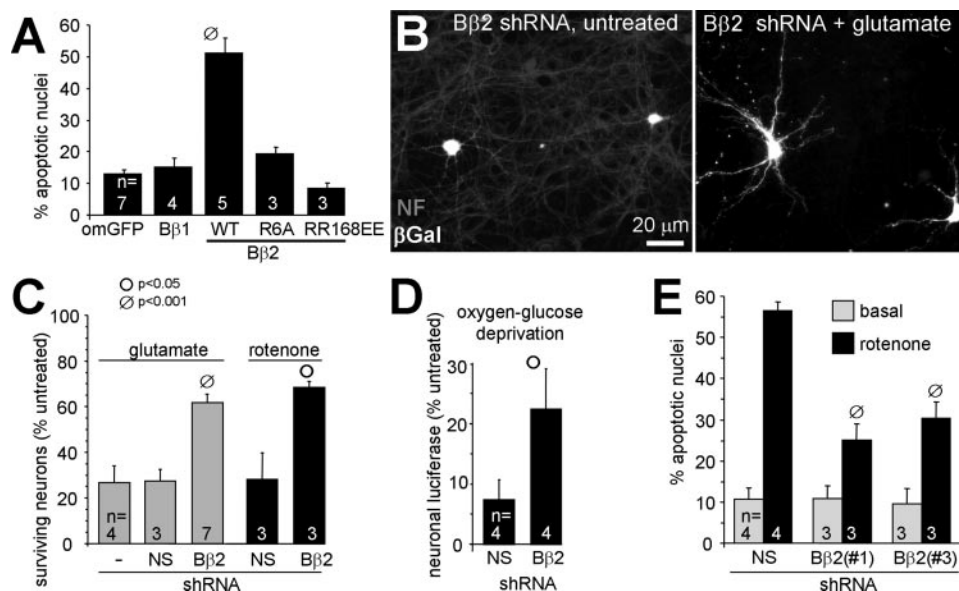 A
% apoptotic nuclei
60
50
40
30
20
10
0
∅
n=
7 4 5 3 3
omGFP Bβ1 WT R6A RR168EE
Bβ2
B
Bβ2 shRNA, untreated
NF
βGal
20 μm
Bβ2 shRNA + glutamate
C
○ p<0.05
∅ p<0.001
surviving neurons (% untreated)
100
80
60
40
20
0
glutamate rotenone
∅ ○
n=
4 3 7 3 3
- NS Bβ2 NS Bβ2
shRNA
D
oxygen-glucose
deprivation
neuronal luciferase (% untreated)
30
20
10
0
○
n=
4 4
NS Bβ2
shRNA
E
% apoptotic nuclei
60
50
40
30
20
10
0
basal
rotenone
∅ ∅
n=
4 4 3 3 3 3
NS Bβ2(#1) Bβ2(#3)
shRNA